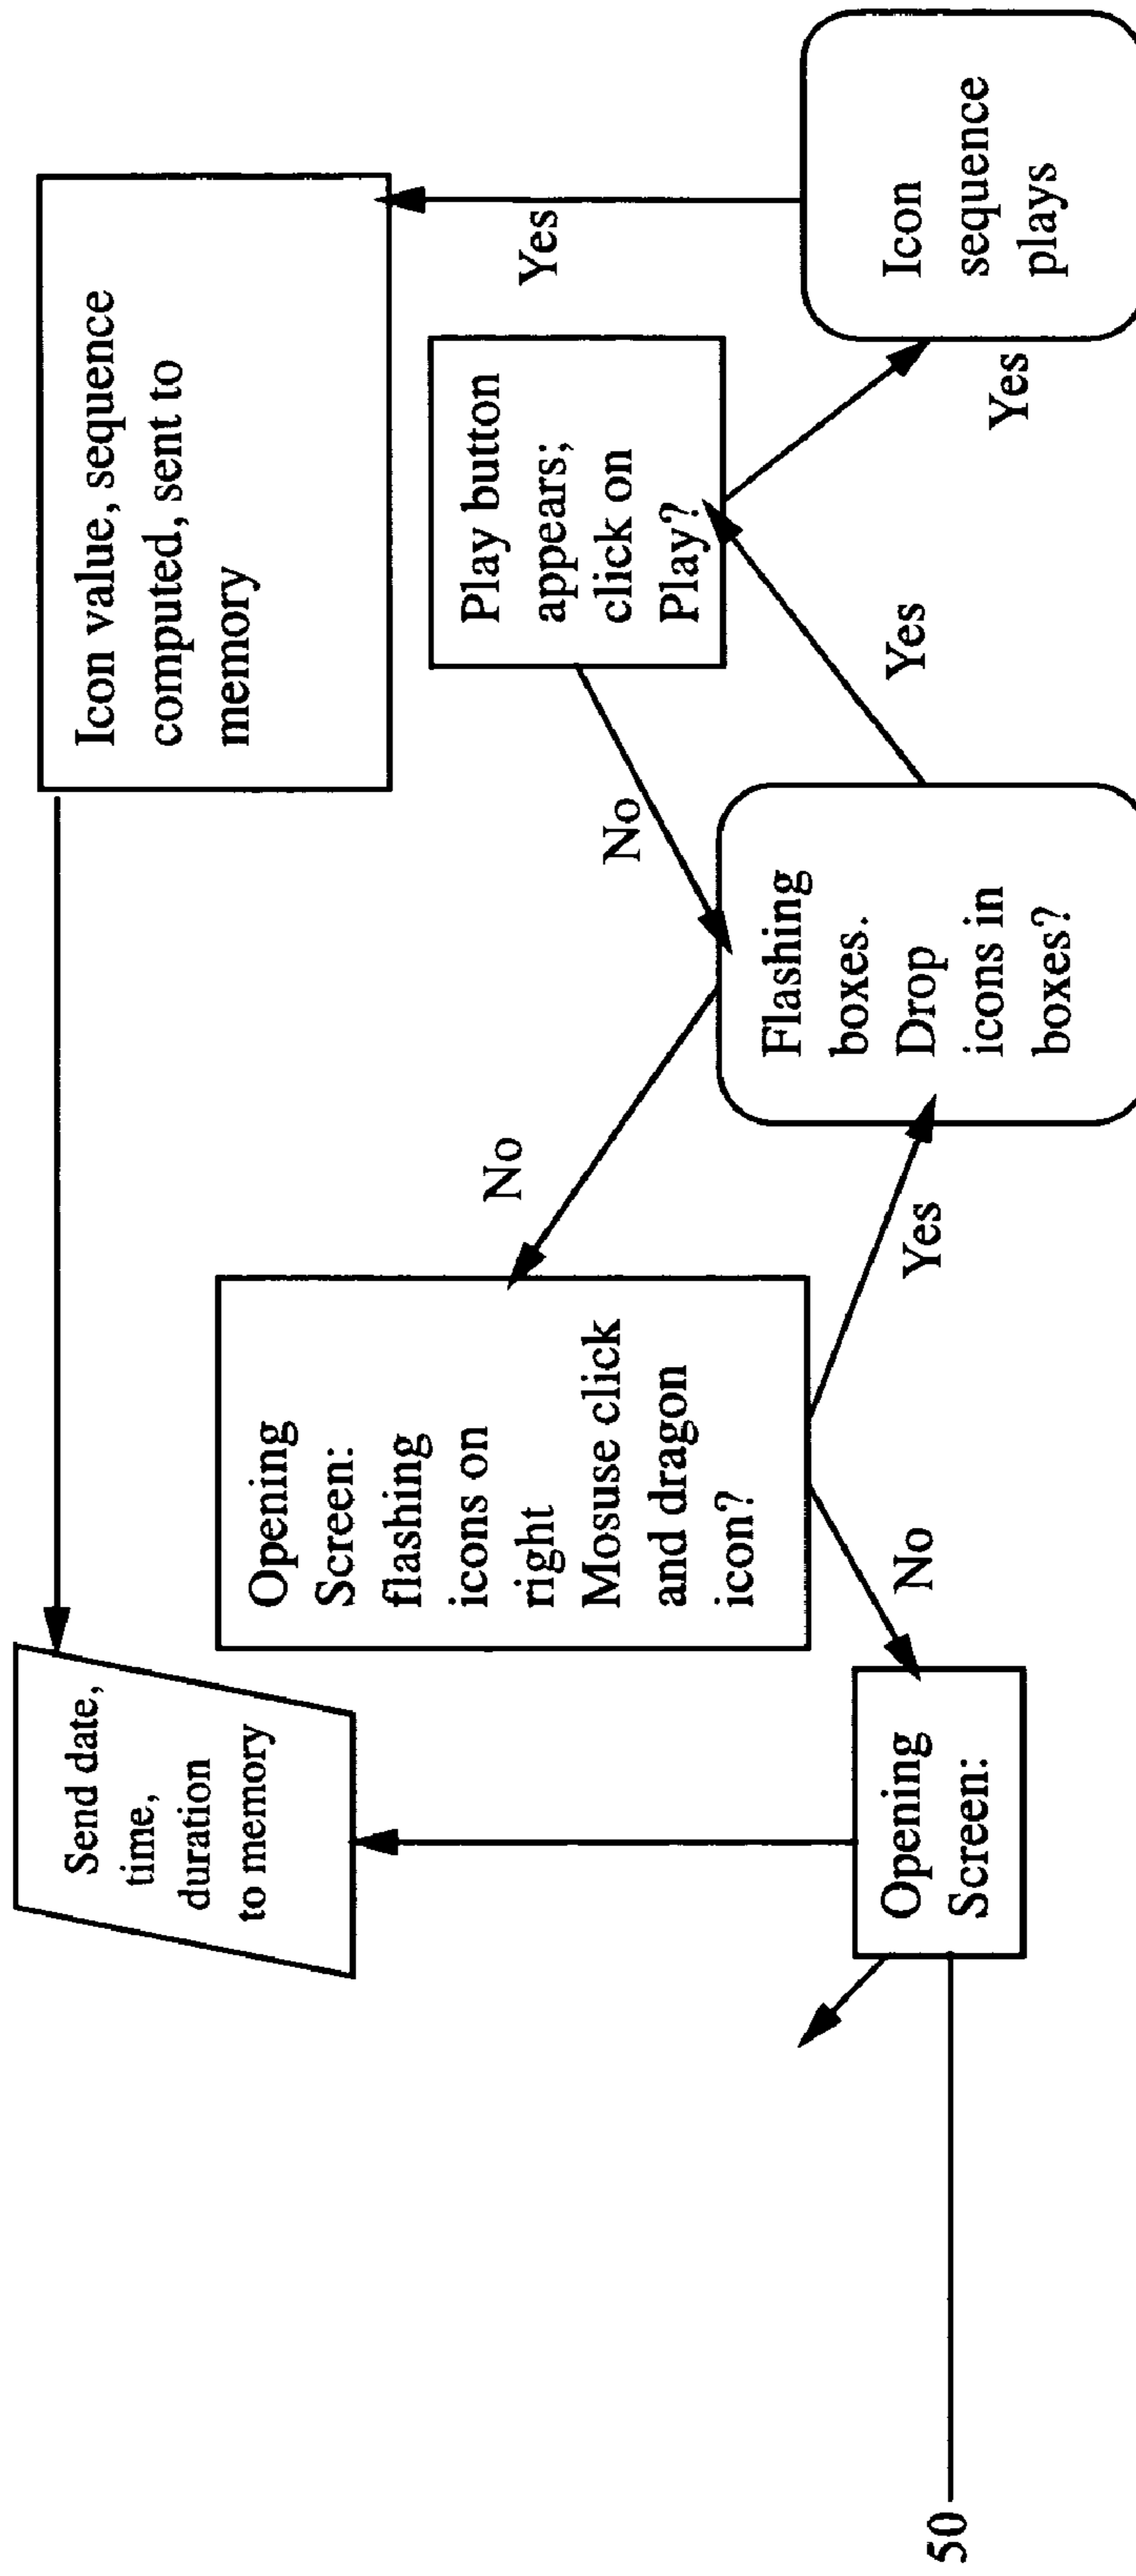 Send date,
time,
duration
to memory
Icon value, sequence
computed, sent to
memory
Opening
Screen:
flashing
icons on
right
Mosuse click
and dragon
icon?
No
No
Play button
appears;
click on
Play?
Yes
50
Opening
Screen:
No
Yes
Flashing
boxes.
Drop
icons in
boxes?
Yes
Yes
Icon
sequence
plays